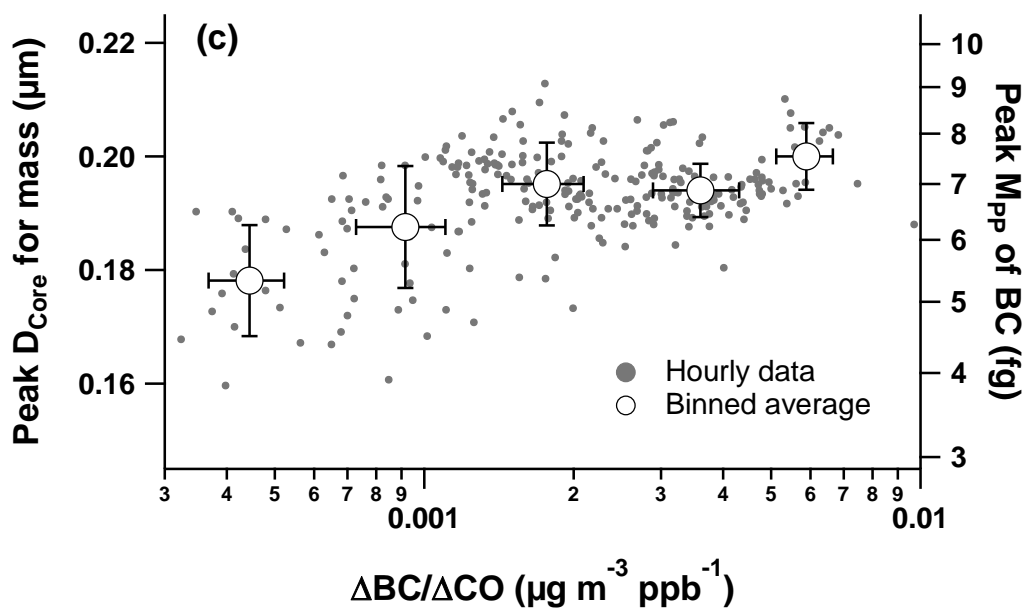 (c)
Peak D_Core for mass (µm)
0.22
0.20
0.18
0.16
10
9
8
7
6
5
4
3
Peak M_PP of BC (fg)
Hourly data
Binned average
3 4 5 6 7 8 9 2 3 4 5 6 7 8 9
0.001 0.01
ΔBC/ΔCO (µg m^-3 ppb^-1)